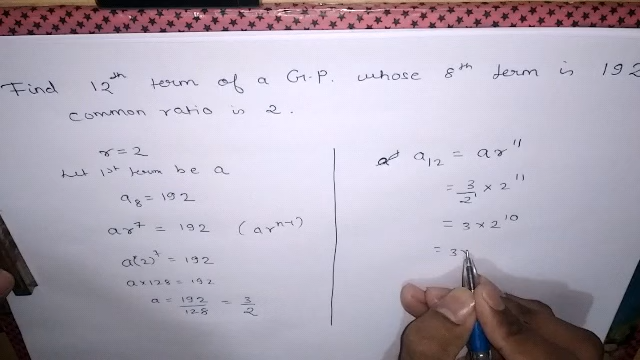 Find 12th term of a G.P. whose 8th term is 192
common ratio is 2.
r = 2
Let 1st term be a
a₈ = 192
ar⁷ = 192 (arⁿ⁻¹)
a(2)⁷ = 192
a × 128 = 192
a = 192/128 = 3/2
a₁₂ = ar¹¹
= 3/2¹ × 2¹¹
= 3 × 2¹⁰
= 3 ×